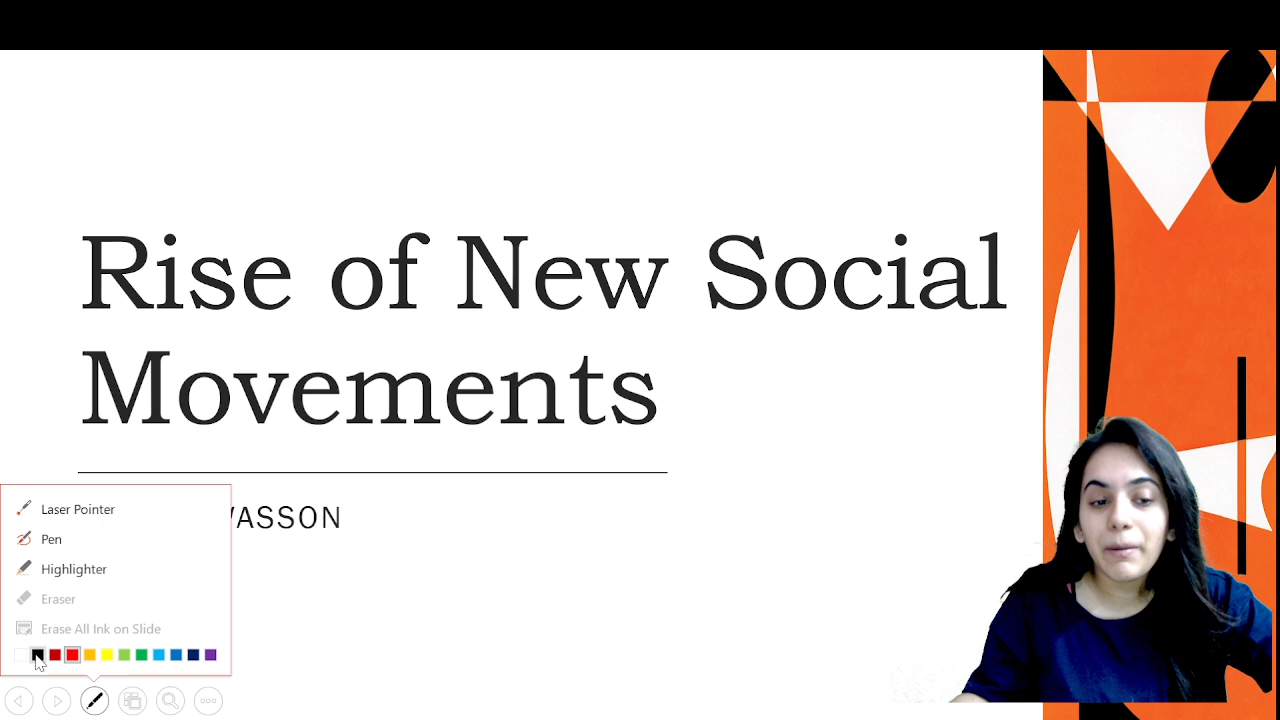 Rise of New Social
Movements
VASSON
Laser Pointer
Pen
Highlighter
Eraser
Erase All Ink on Slide